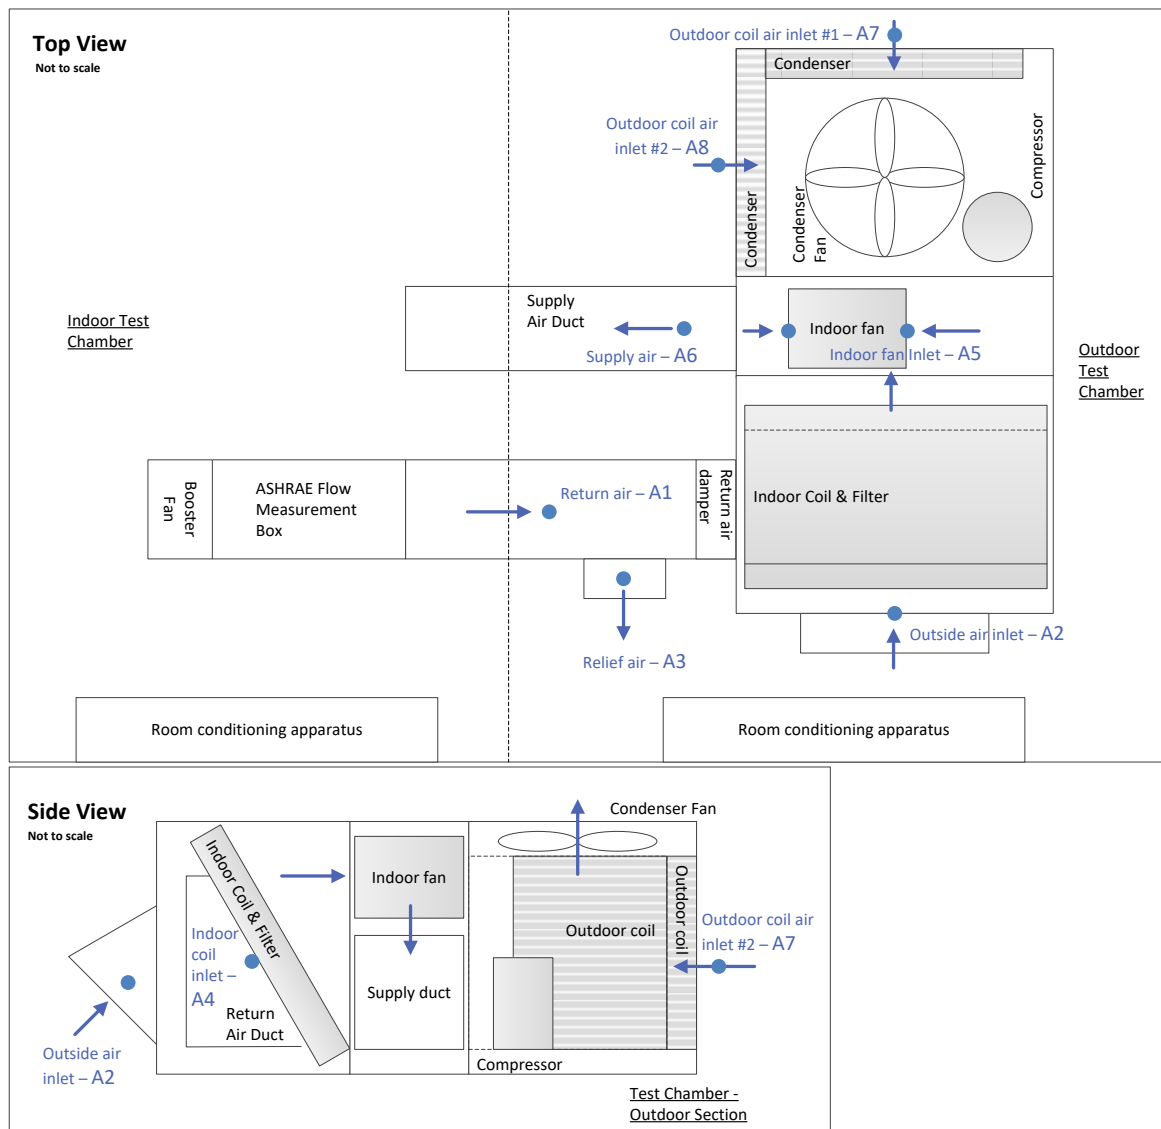 Top View
Not to scale
Outdoor coil air inlet #1 – A7
Condenser
Outdoor coil air
inlet #2 – A8
Condenser
Condenser
Fan
Compressor
Indoor Test
Chamber
Supply
Air Duct
Supply air – A6
Indoor fan
Indoor fan Inlet – A5
Outdoor
Test
Chamber
Booster
Fan
ASHRAE Flow
Measurement
Box
Return air – A1
Return air
damper
Indoor Coil & Filter
Relief air – A3
Outside air inlet – A2
Room conditioning apparatus
Room conditioning apparatus
Side View
Not to scale
Condenser Fan
Indoor Coil & Filter
Indoor fan
Indoor
coil
inlet –
A4
Return
Air Duct
Supply duct
Outdoor coil
Outdoor coil
Outdoor coil air
inlet #2 – A7
Outside air
inlet – A2
Compressor
Test Chamber -
Outdoor Section